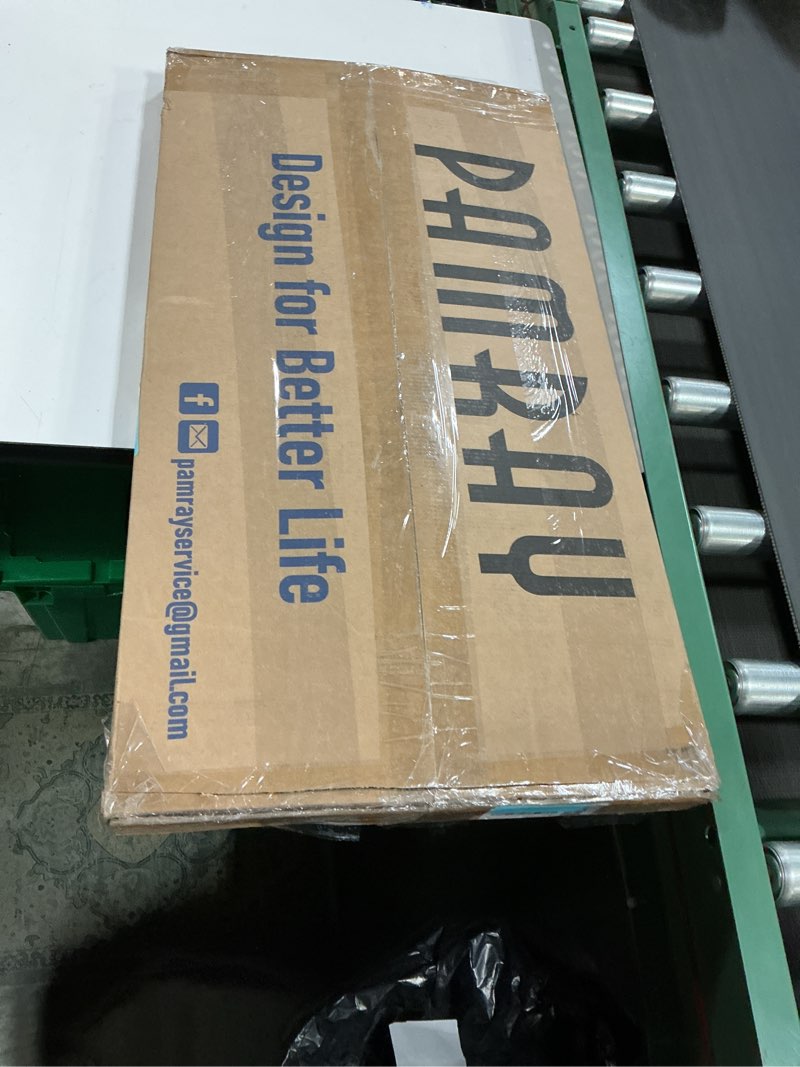 PAMRAY
Design for Better Life
pamrayservice@gmail.com